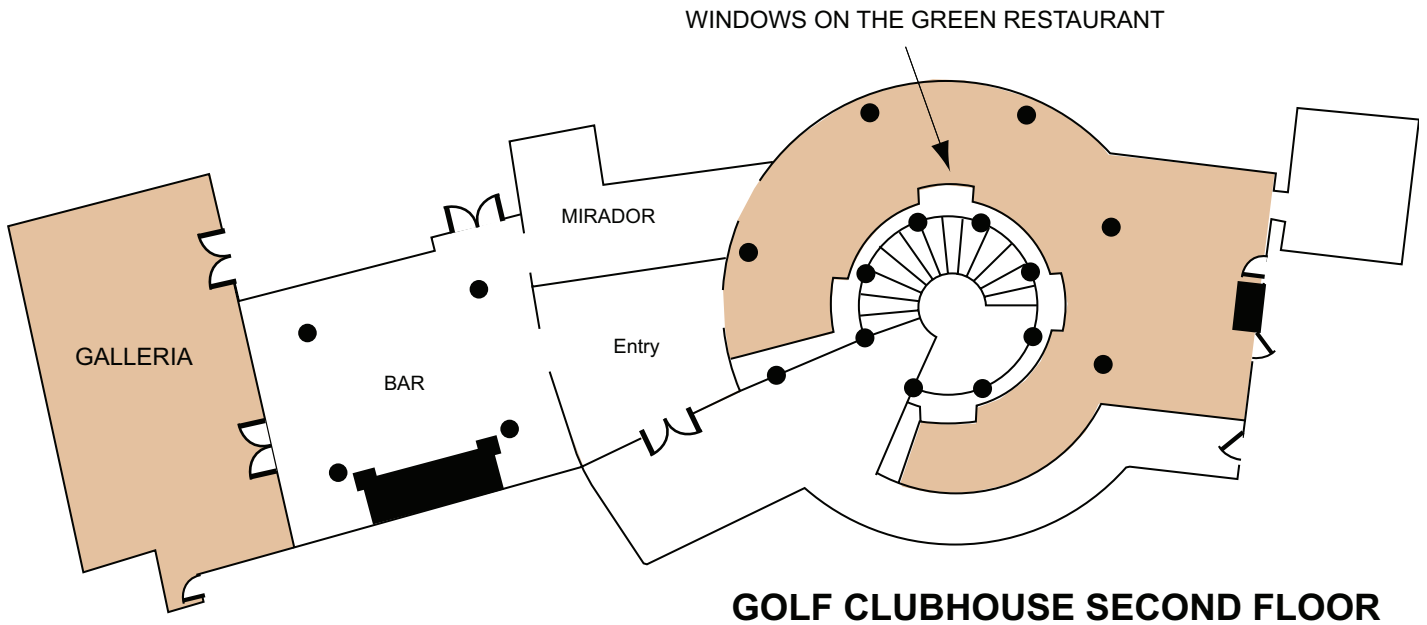 WINDOWS ON THE GREEN RESTAURANT
MIRADOR
Entry
GALLERIA
BAR
GOLF CLUBHOUSE SECOND FLOOR